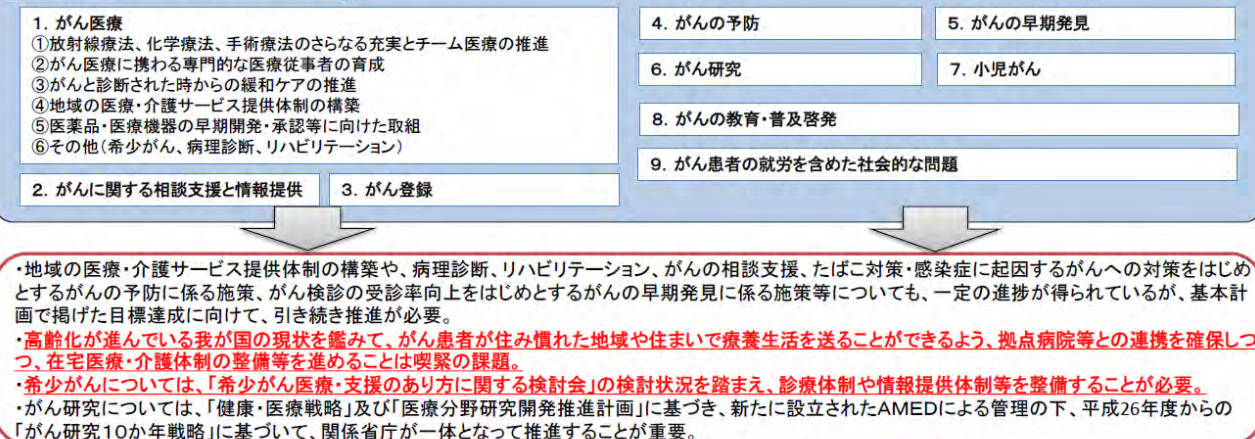 1. がん医療
①放射線療法、化学療法、手術療法のさらなる充実とチーム医療の推進
②がん医療に携わる専門的な医療従事者の育成
③がんと診断された時からの緩和ケアの推進
④地域の医療・介護サービス提供体制の構築
⑤医薬品・医療機器の早期開発・承認等に向けた取組
⑥その他(希少がん、病理診断、リハビリテーション)
2. がんに関する相談支援と情報提供
3. がん登録
4. がんの予防
5. がんの早期発見
6. がん研究
7. 小児がん
8. がんの教育・普及啓発
9. がん患者の就労を含めた社会的な問題
・地域の医療・介護サービス提供体制の構築や、病理診断、リハビリテーション、がんの相談支援、たばこ対策・感染症に起因するがんへの対策をはじめ
とするがんの予防に係る施策、がん検診の受診率向上をはじめとするがんの早期発見に係る施策等についても、一定の進捗が得られているが、基本計
画で掲げた目標達成に向けて、引き続き推進が必要。
・高齢化が進んでいる我が国の現状を鑑みて、がん患者が住み慣れた地域や住まいで療養生活を送ることができるよう、拠点病院等との連携を確保しつ
つ、在宅医療・介護体制の整備等を進めることは喫緊の課題。
・希少がんについては、「希少がん医療・支援のあり方に関する検討会」の検討状況を踏まえ、診療体制や情報提供体制等を整備することが必要。
・がん研究については、「健康・医療戦略」及び「医療分野研究開発推進計画」に基づき、新たに設立されたAMEDによる管理の下、平成26年度からの
「がん研究10か年戦略」に基づいて、関係省庁が一体となって推進することが重要。